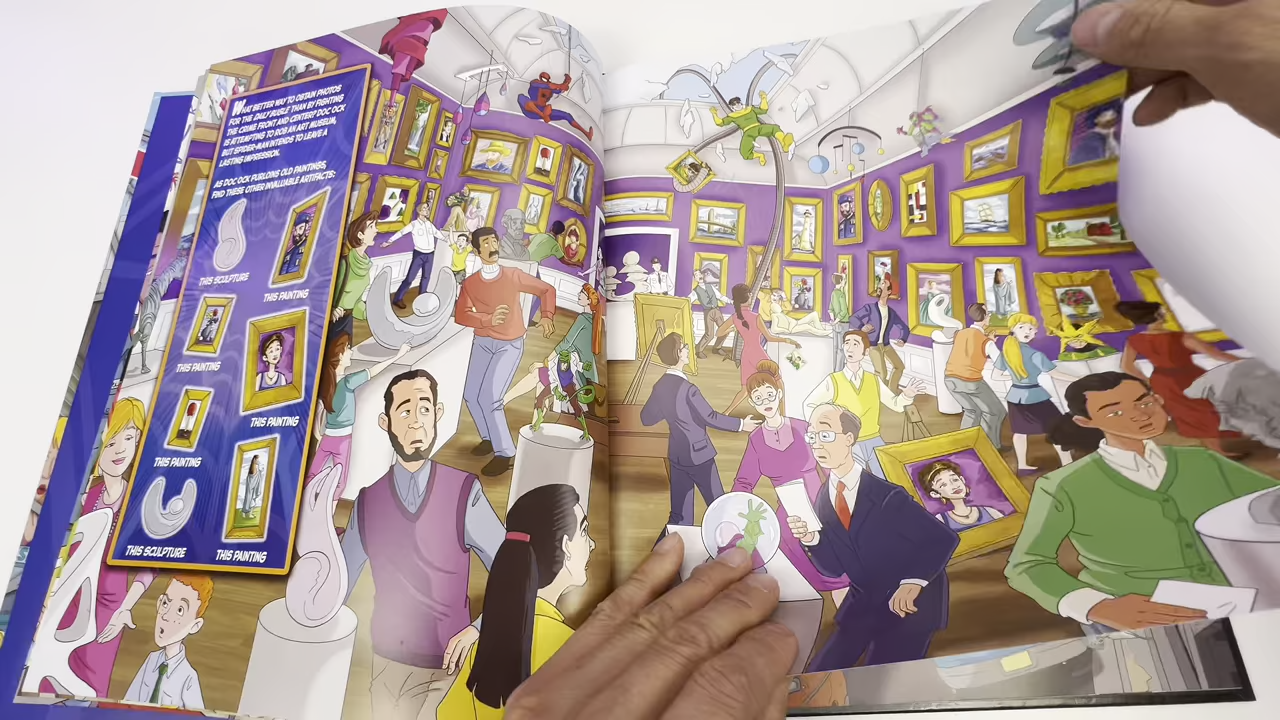 WHAT BETTER WAY TO OBTAIN PHOTOS
FOR THE DAILY BUGLE THAN BY FIGHTING
THE CRIME FRONT AND CENTER? DOC OCK
IS ATTEMPTING TO ROB AN ART MUSEUM,
BUT SPIDER-MAN INTENDS TO LEAVE A
LASTING IMPRESSION.
AS DOC OCK PURLOINS OLD PAINTINGS,
FIND THESE OTHER INVALUABLE ARTIFACTS:
THIS SCULPTURE
THIS PAINTING
THIS PAINTING
THIS PAINTING
THIS PAINTING
THIS SCULPTURE
THIS PAINTING